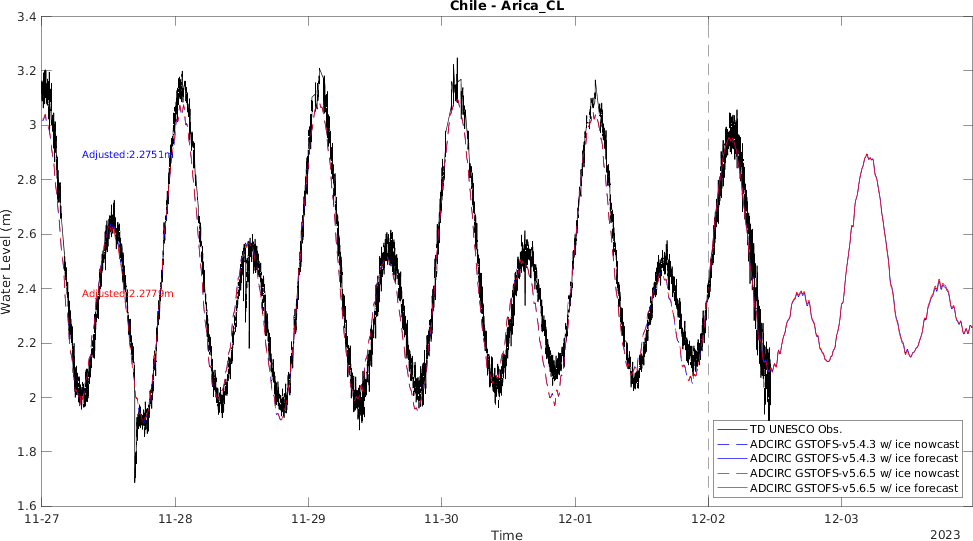 Chile - Arica_CL
3.4
3.2
3
2.8
2.6
2.4
2.2
2
1.8
1.6
Water Level (m)
Adjusted:2.2751m
Adjusted:2.2779m
TD UNESCO Obs.
ADCIRC GSTOFS-v5.4.3 w/ ice nowcast
ADCIRC GSTOFS-v5.4.3 w/ ice forecast
ADCIRC GSTOFS-v5.6.5 w/ ice nowcast
ADCIRC GSTOFS-v5.6.5 w/ ice forecast
11-27 11-28 11-29 11-30 12-01 12-02 12-03
Time
2023